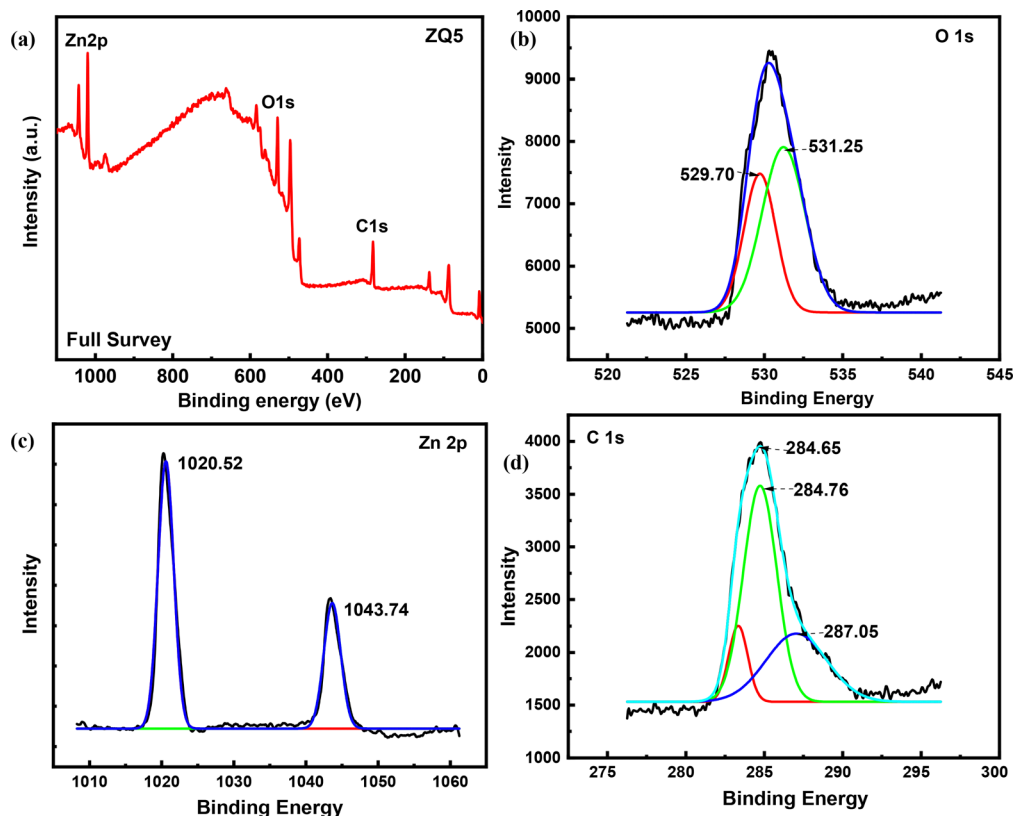 (a)
ZQ5
Zn2p
O1s
C1s
Full Survey
Intensity (a.u.)
1000
800
600
400
200
0
Binding energy (eV)
(b)
O 1s
10000
9000
8000
7000
6000
5000
Intensity
531.25
529.70
520
525
530
535
540
545
Binding Energy
(c)
Zn 2p
1020.52
1043.74
Intensity
1010
1020
1030
1040
1050
1060
Binding Energy
C 1s
(d)
4000
3500
3000
2500
2000
1500
1000
Intensity
284.65
284.76
287.05
275
280
285
290
295
300
Binding Energy